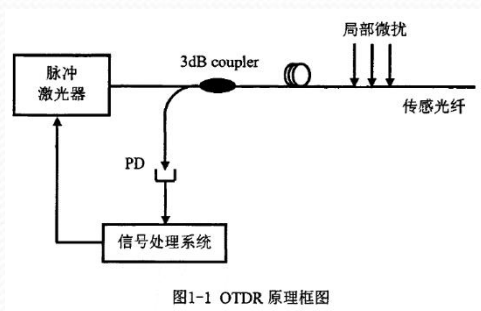 局部微扰
3dB coupler
脉冲
激光器
传感光纤
PD
信号处理系统
图1-1 OTDR 原理框图